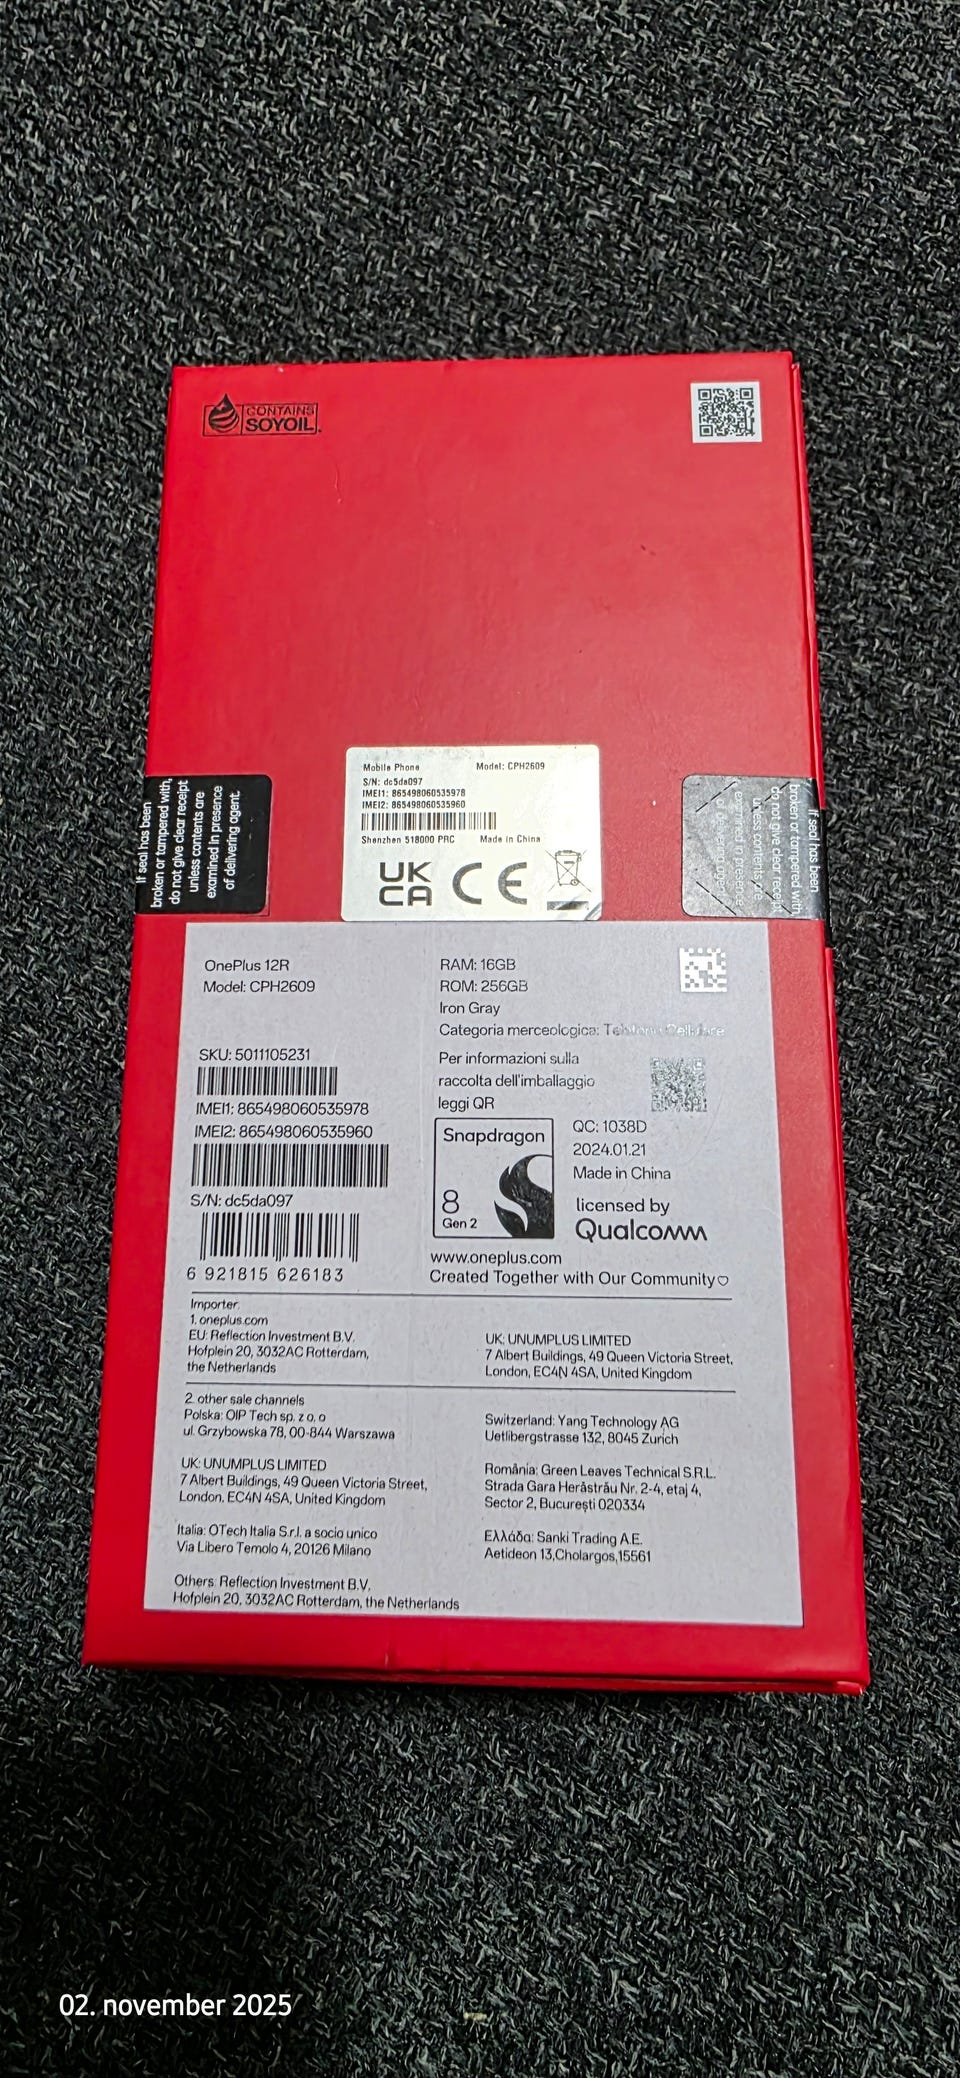 CONTAINS
SOYOIL.
If seal has been
broken or tampered with,
do not give clear receipt
unless contents are
examined in presence
of delivering agent.
Mobile Phone Model: CPH2609
S/N: dc5da097
IMEI1: 865498060535978
IMEI2: 865498060535960
Shenzhen 518000 PRC Made in China
UK
CA CE
If seal has been
broken or tampered with,
do not give clear receipt
unless contents are
examined in presence
of delivering agent.
OnePlus 12R
Model: CPH2609
RAM: 16GB
ROM: 256GB
Iron Gray
Categoria merceologica: Telefono Cellulare
SKU: 5011105231
IMEI1: 865498060535978
IMEI2: 865498060535960
S/N: dc5da097
6 921815 626183
Per informazioni sulla
raccolta dell'imballaggio
leggi QR
Snapdragon
8
Gen 2
QC: 1038D
2024.01.21
Made in China
licensed by
Qualcomm
www.oneplus.com
Created Together with Our Community♡
Importer:
1. oneplus.com
EU: Reflection Investment B.V.
Hofplein 20, 3032AC Rotterdam,
the Netherlands
UK: UNUMPLUS LIMITED
7 Albert Buildings, 49 Queen Victoria Street,
London, EC4N 4SA, United Kingdom
2. other sale channels
Polska: OIP Tech sp. z o. o
ul. Grzybowska 78, 00-844 Warszawa
UK: UNUMPLUS LIMITED
7 Albert Buildings, 49 Queen Victoria Street,
London, EC4N 4SA, United Kingdom
Italia: OTech Italia S.r.l. a socio unico
Via Libero Temolo 4, 20126 Milano
Others: Reflection Investment B.V.
Hofplein 20, 3032AC Rotterdam, the Netherlands
Switzerland: Yang Technology AG
Uetlibergstrasse 132, 8045 Zurich
România: Green Leaves Technical S.R.L.
Strada Gara Herăstrău Nr. 2-4, etaj 4,
Sector 2, București 020334
Ελλάδα: Sanki Trading A.E.
Aetideon 13,Cholargos,15561
02. november 2025